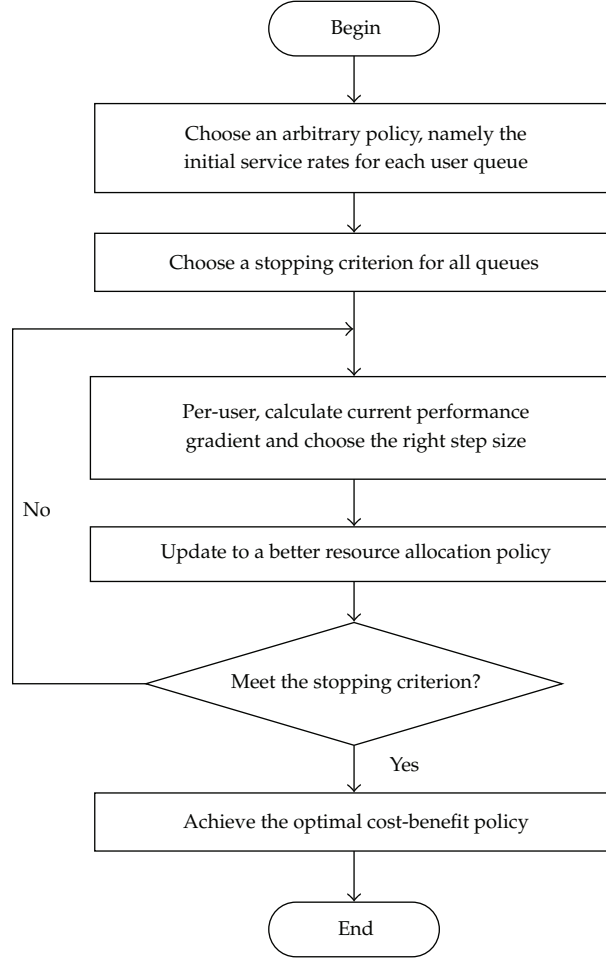 Begin
Choose an arbitrary policy, namely the
initial service rates for each user queue
Choose a stopping criterion for all queues
Per-user, calculate current performance
gradient and choose the right step size
No
Update to a better resource allocation policy
Meet the stopping criterion?
Yes
Achieve the optimal cost-benefit policy
End